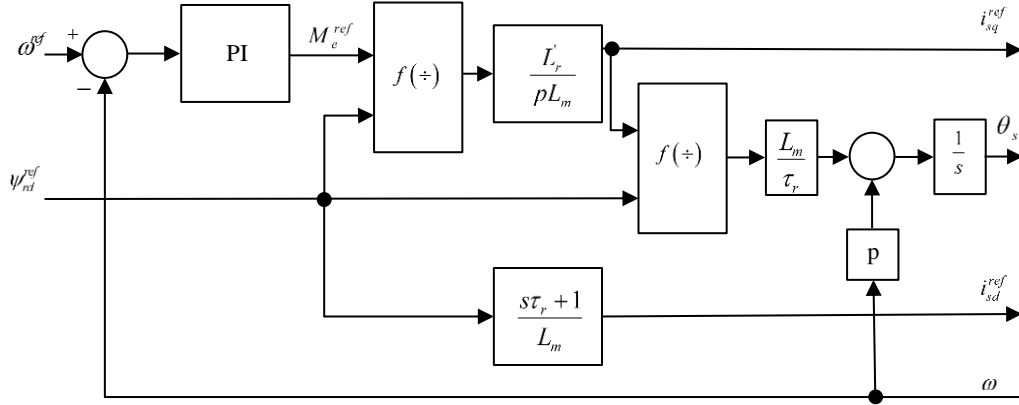 ω^ref
+
−
PI
M_e^ref
f(÷)
L'_r / pL_m
i_sq^ref
ψ_rd^ref
f(÷)
L_m / τ_r
1 / s
θ_s
p
sτ_r + 1 / L_m
i_sd^ref
ω